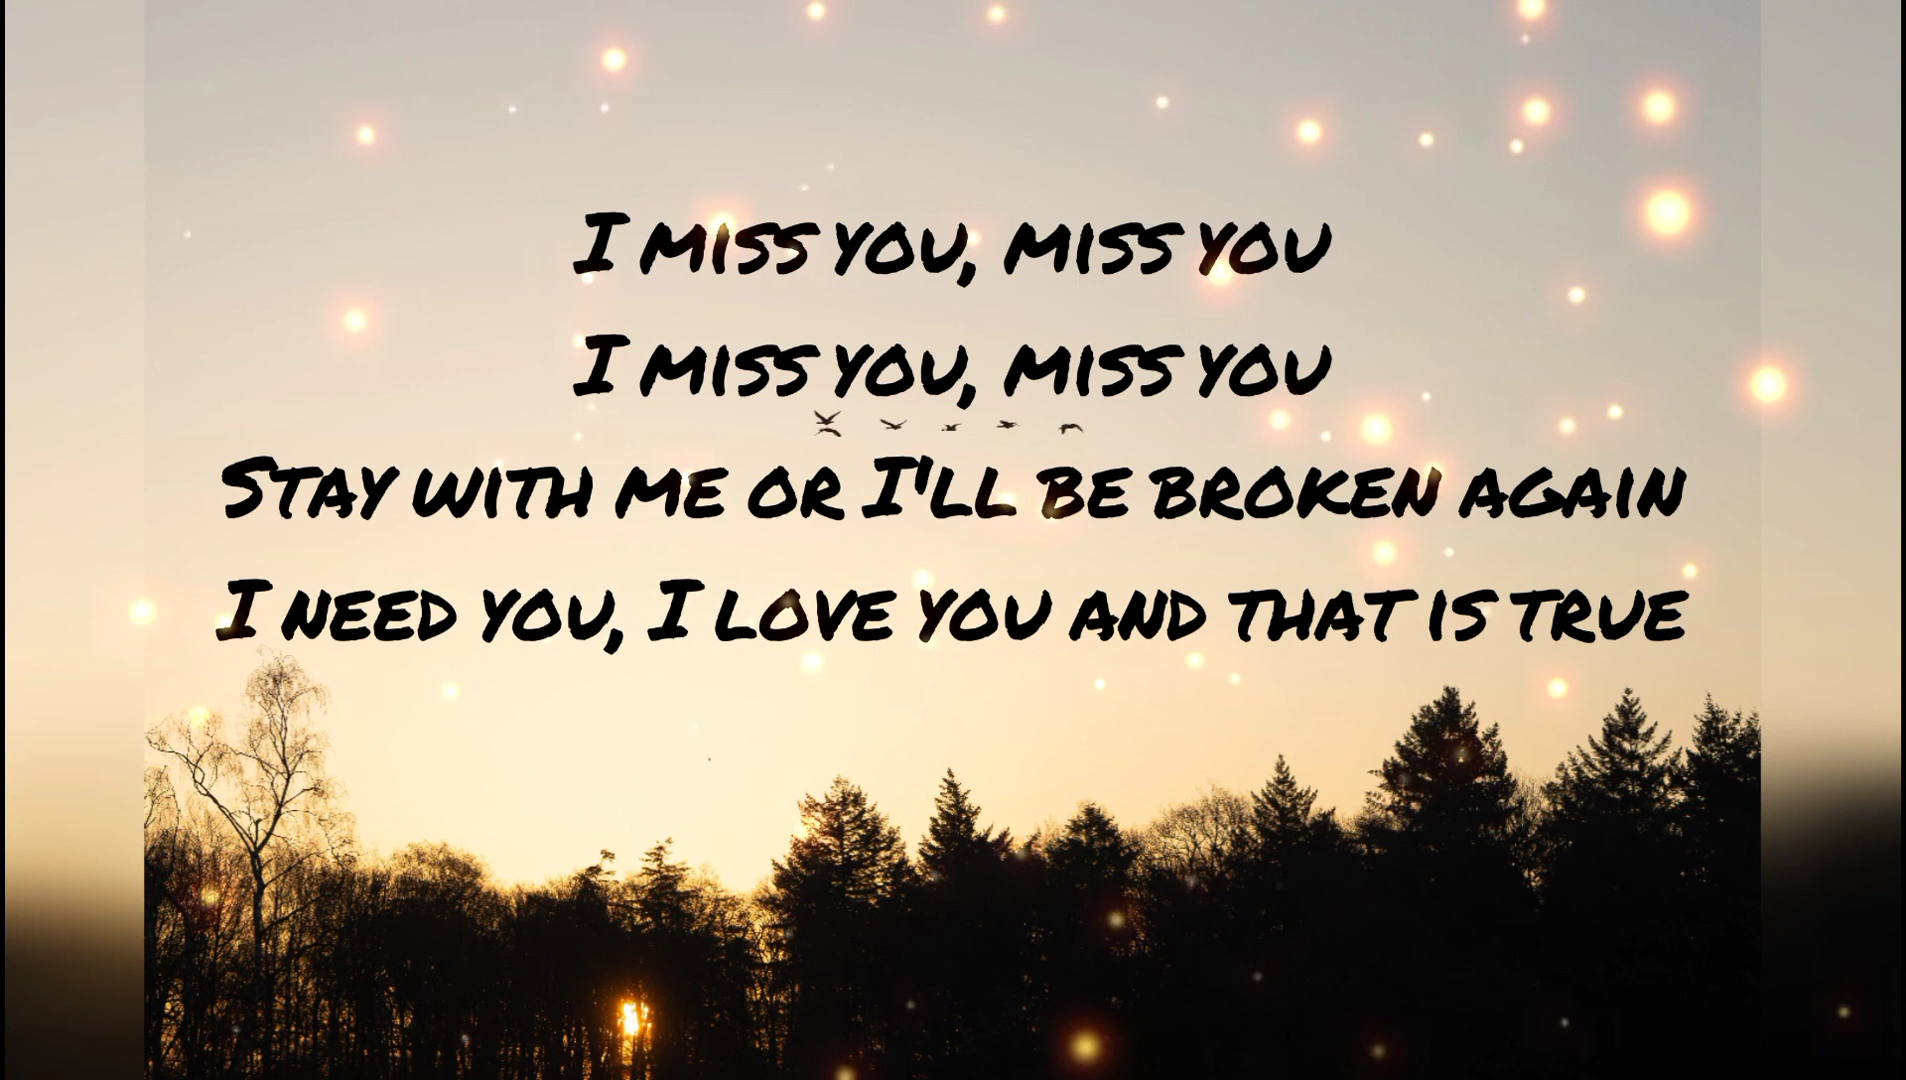 I miss you, miss you
I miss you, miss you
Stay with me or I'll be broken again
I need you, I love you and that is true